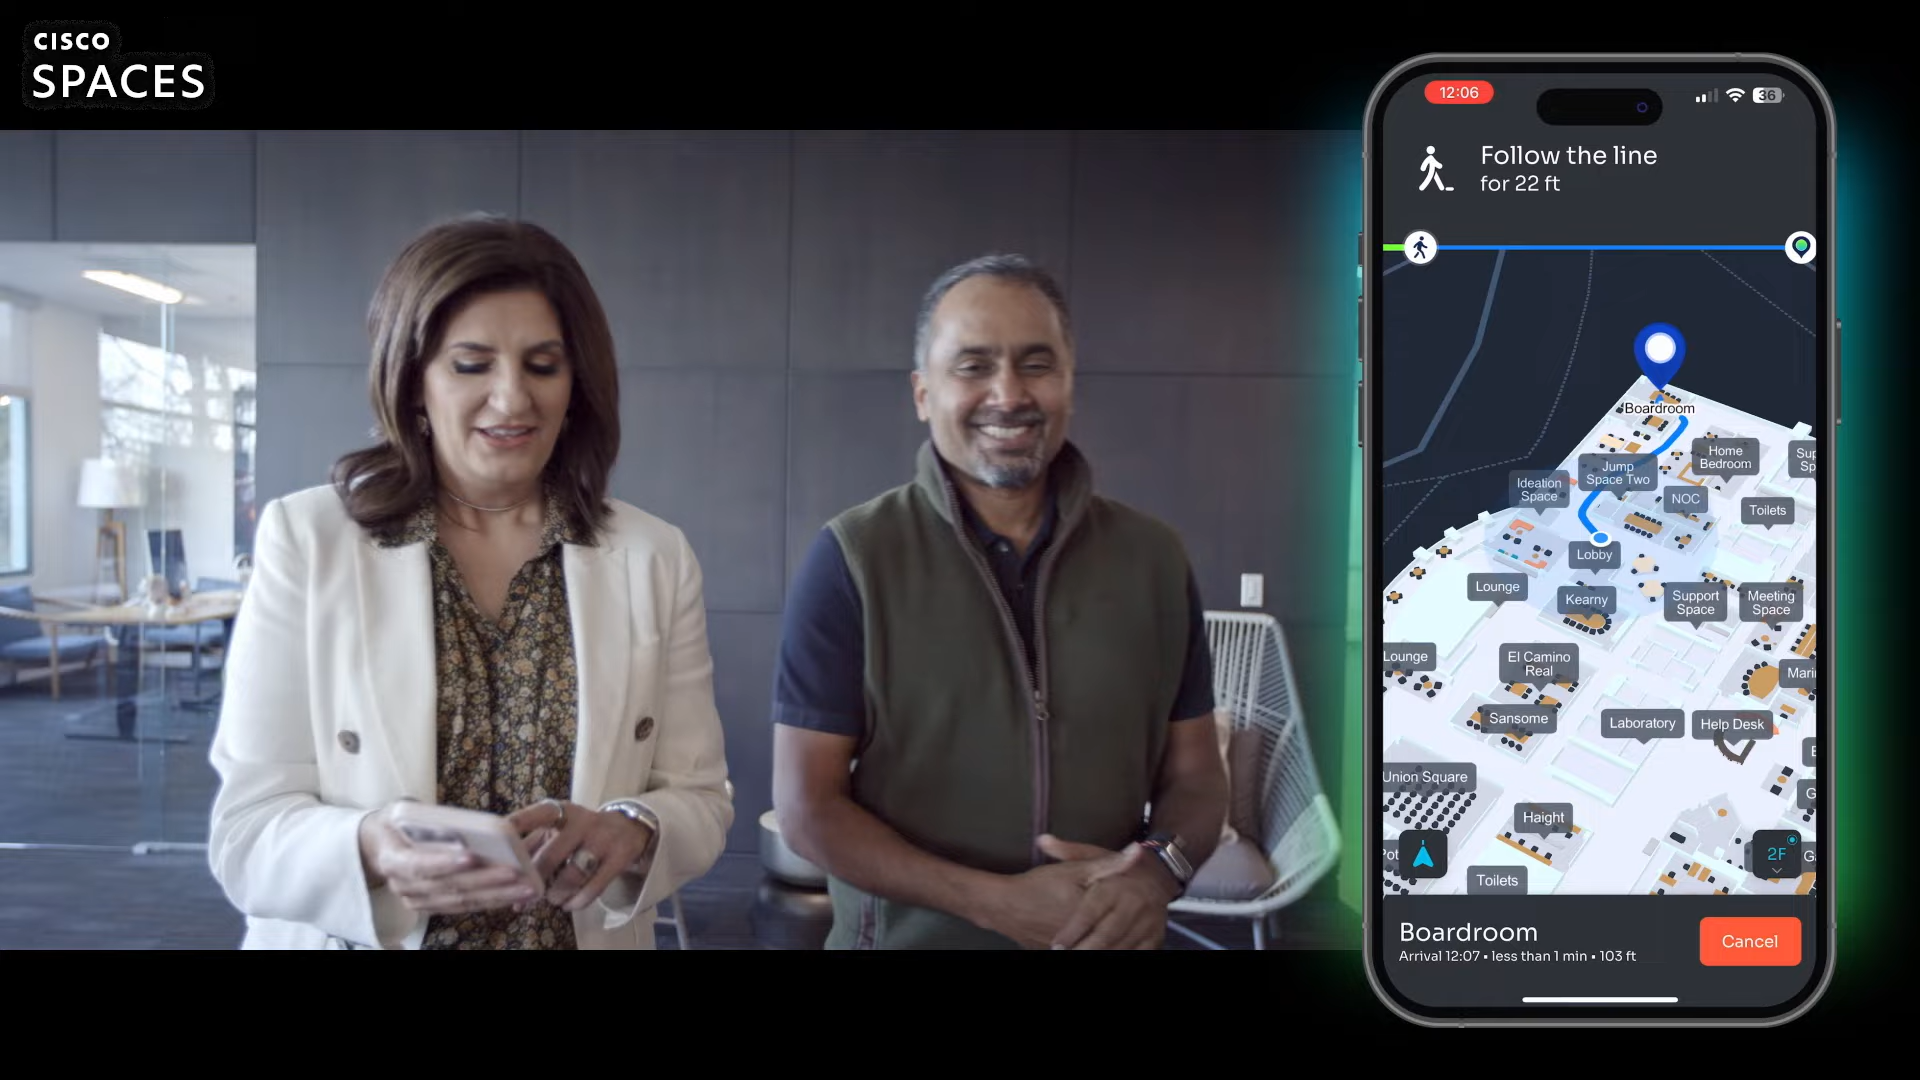 CISCO
SPACES
12:06
36
Follow the line
for 22 ft
Boardroom
Home
Bedroom
Jump
Space Two
Ideation
Space
NOC
Toilets
Lobby
Lounge
Kearny
Support
Space
Meeting
Space
Lounge
El Camino
Real
Sansome
Laboratory
Help Desk
Union Square
Haight
2F
Toilets
Boardroom
Arrival 12:07 • less than 1 min • 103 ft
Cancel